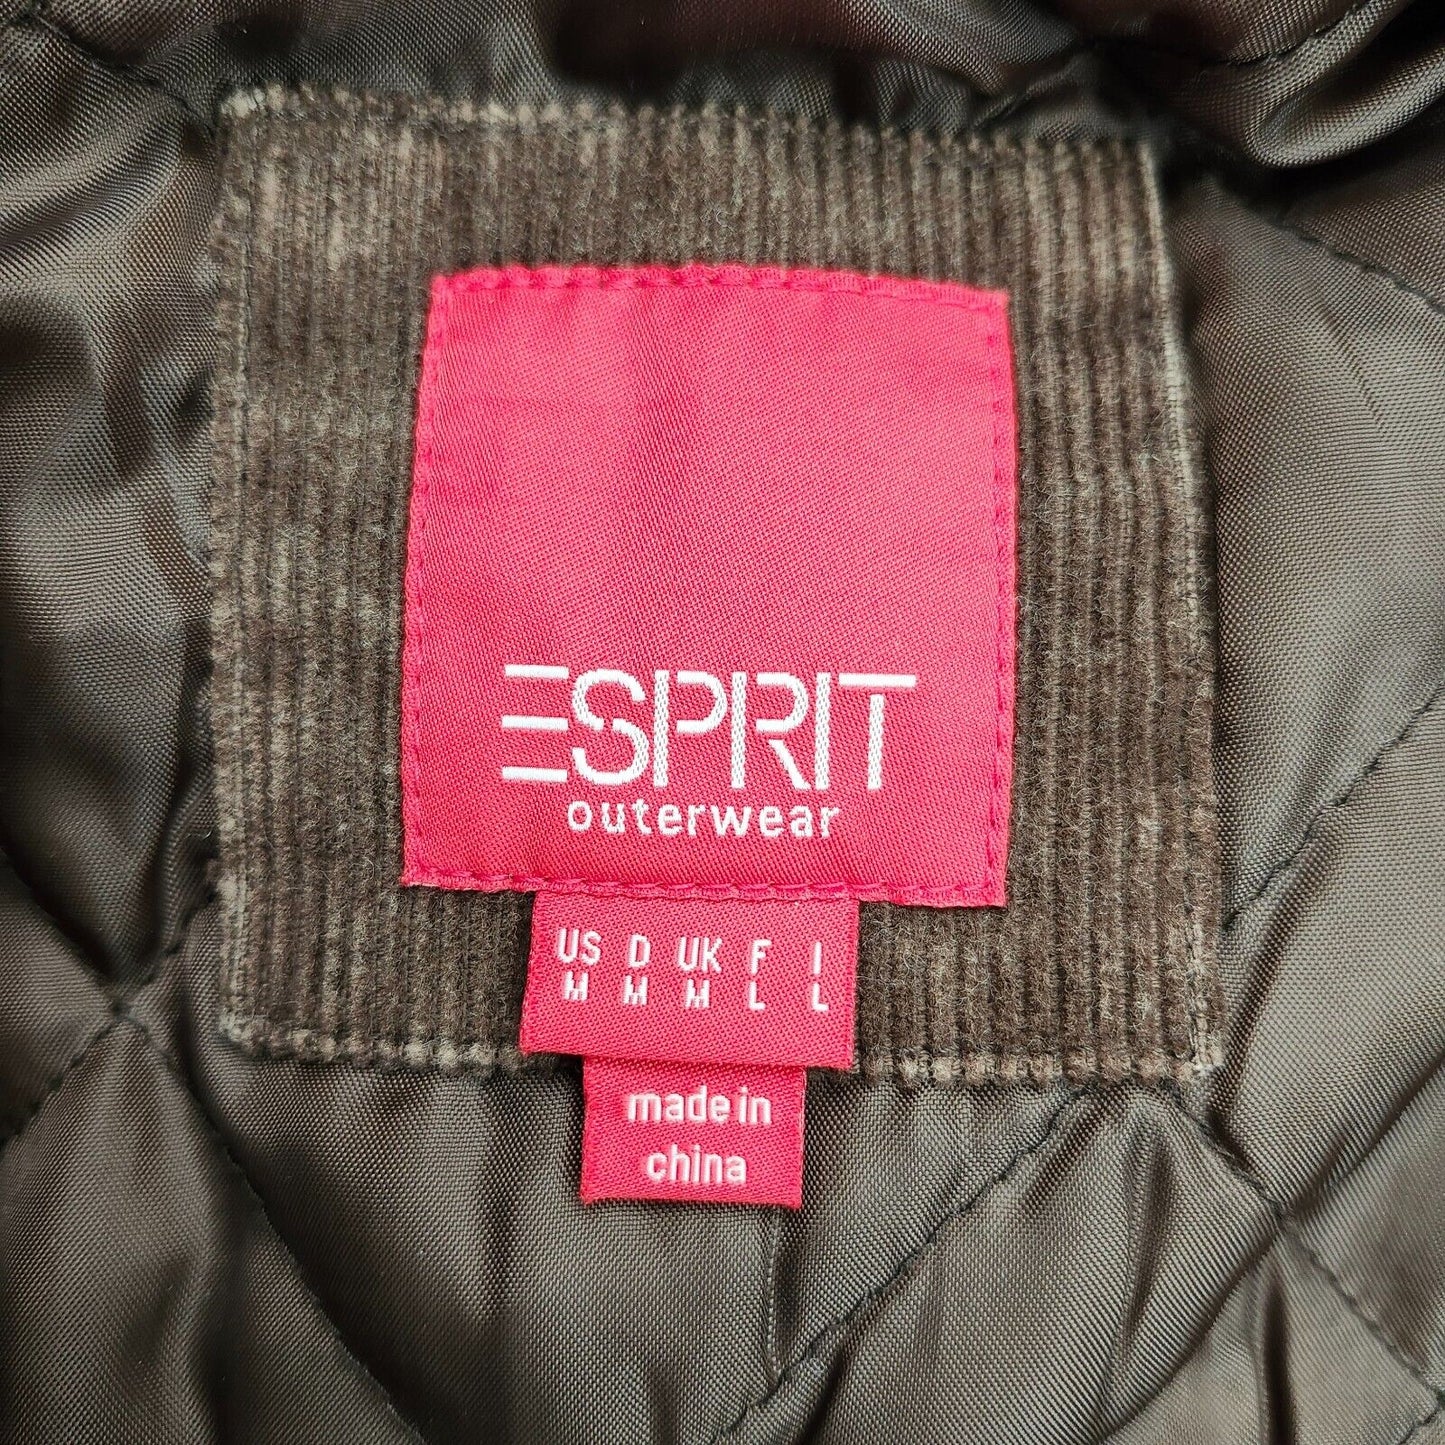 ESPRIT
outerwear
US D UK F I
M M M L L
made in
china